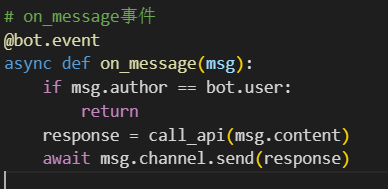 # on_message事件
@bot.event
async def on_message(msg):
    if msg.author == bot.user:
        return
    response = call_api(msg.content)
    await msg.channel.send(response)